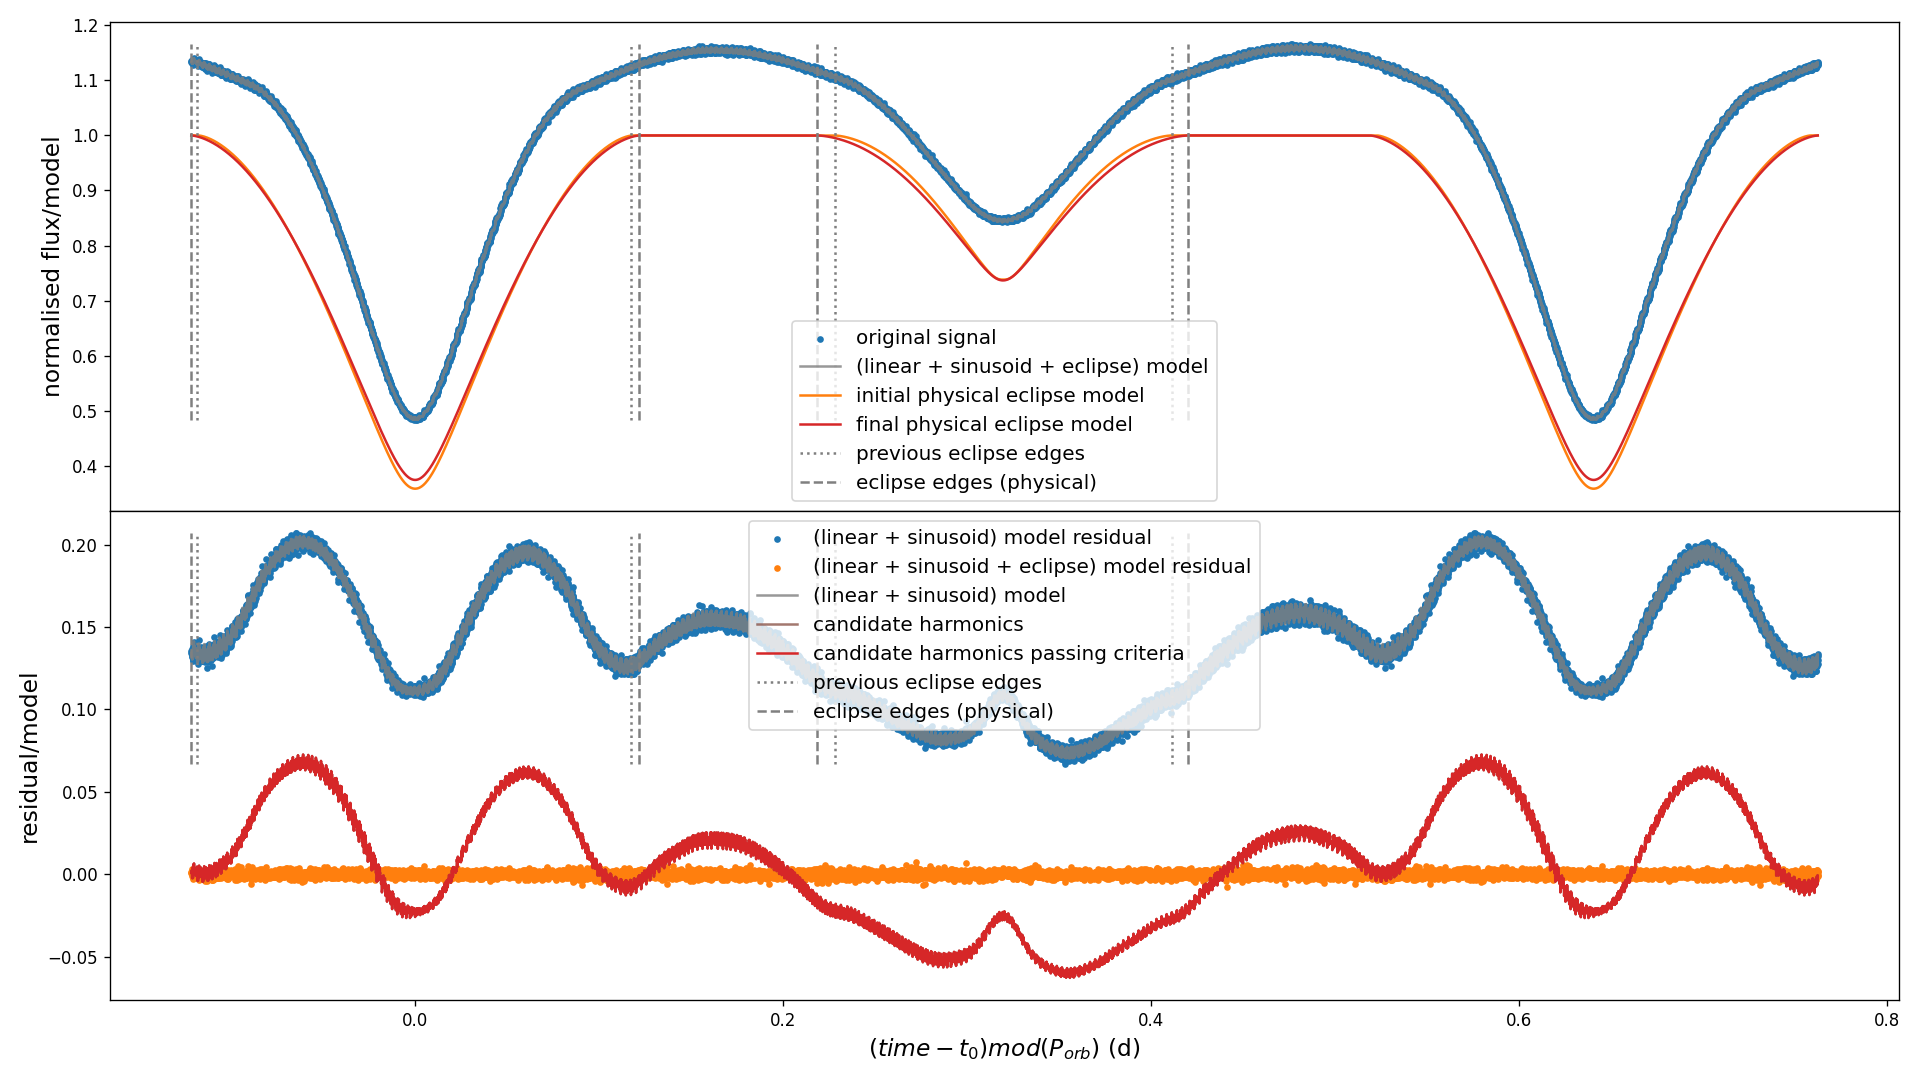 normalised flux/model
1.2
1.1
1.0
0.9
0.8
0.7
0.6
0.5
0.4
original signal
(linear + sinusoid + eclipse) model
initial physical eclipse model
final physical eclipse model
previous eclipse edges
eclipse edges (physical)
residual/model
0.20
0.15
0.10
0.05
0.00
−0.05
(linear + sinusoid) model residual
(linear + sinusoid + eclipse) model residual
(linear + sinusoid) model
candidate harmonics
candidate harmonics passing criteria
previous eclipse edges
eclipse edges (physical)
0.0 0.2 0.4 0.6 0.8
(time − t₀)mod(P_orb) (d)